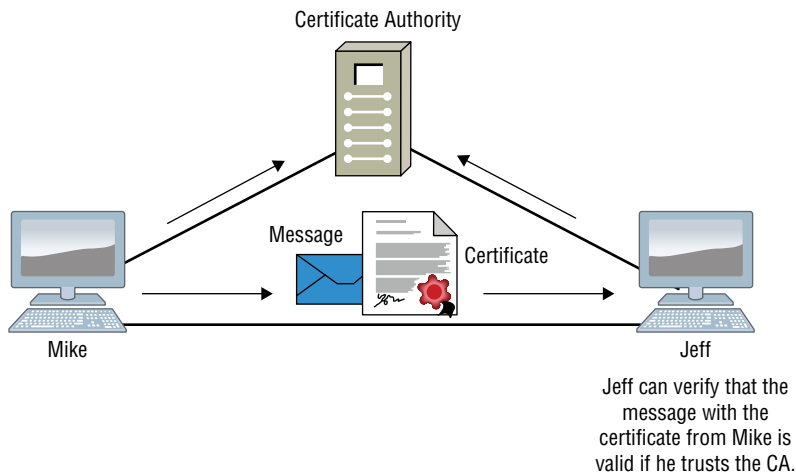 Certificate Authority
Message
Certificate
Mike
Jeff
Jeff can verify that the
message with the
certificate from Mike is
valid if he trusts the CA.